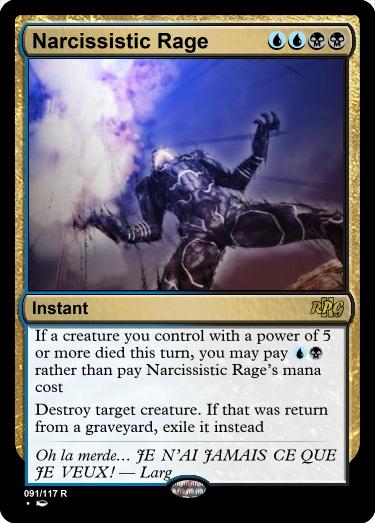 Narcissistic Rage
Instant
RPG
If a creature you control with a power of 5
or more died this turn, you may pay
rather than pay Narcissistic Rage's mana
cost
Destroy target creature. If that was return
from a graveyard, exile it instead
Oh la merde... JE N'AI JAMAIS CE QUE
JE VEUX! — Larg
091/117 R